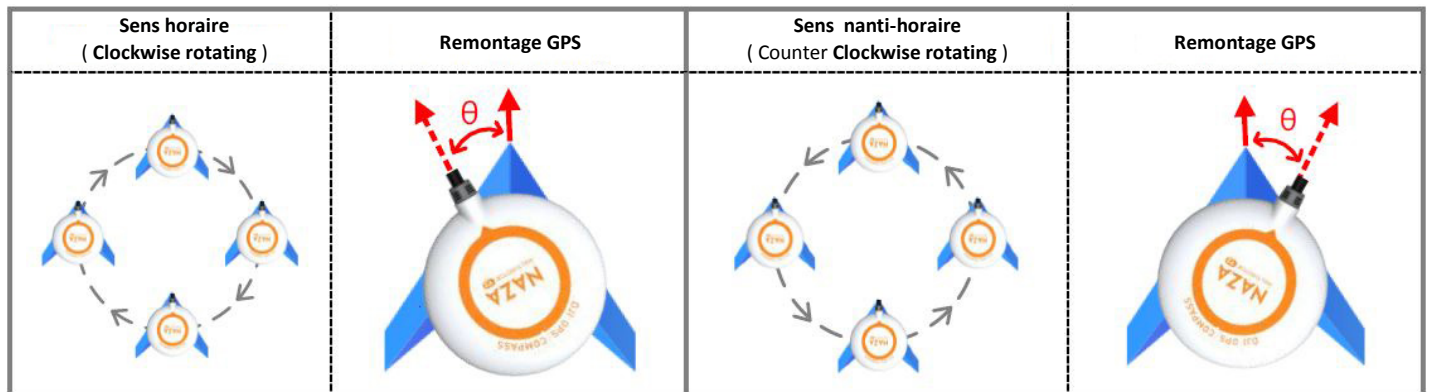 Sens horaire
( Clockwise rotating )
Remontage GPS
Sens nanti-horaire
( Counter Clockwise rotating )
Remontage GPS
θ
NAZA
DJI GPS COMPASS
θ
NAZA
DJI GPS COMPASS